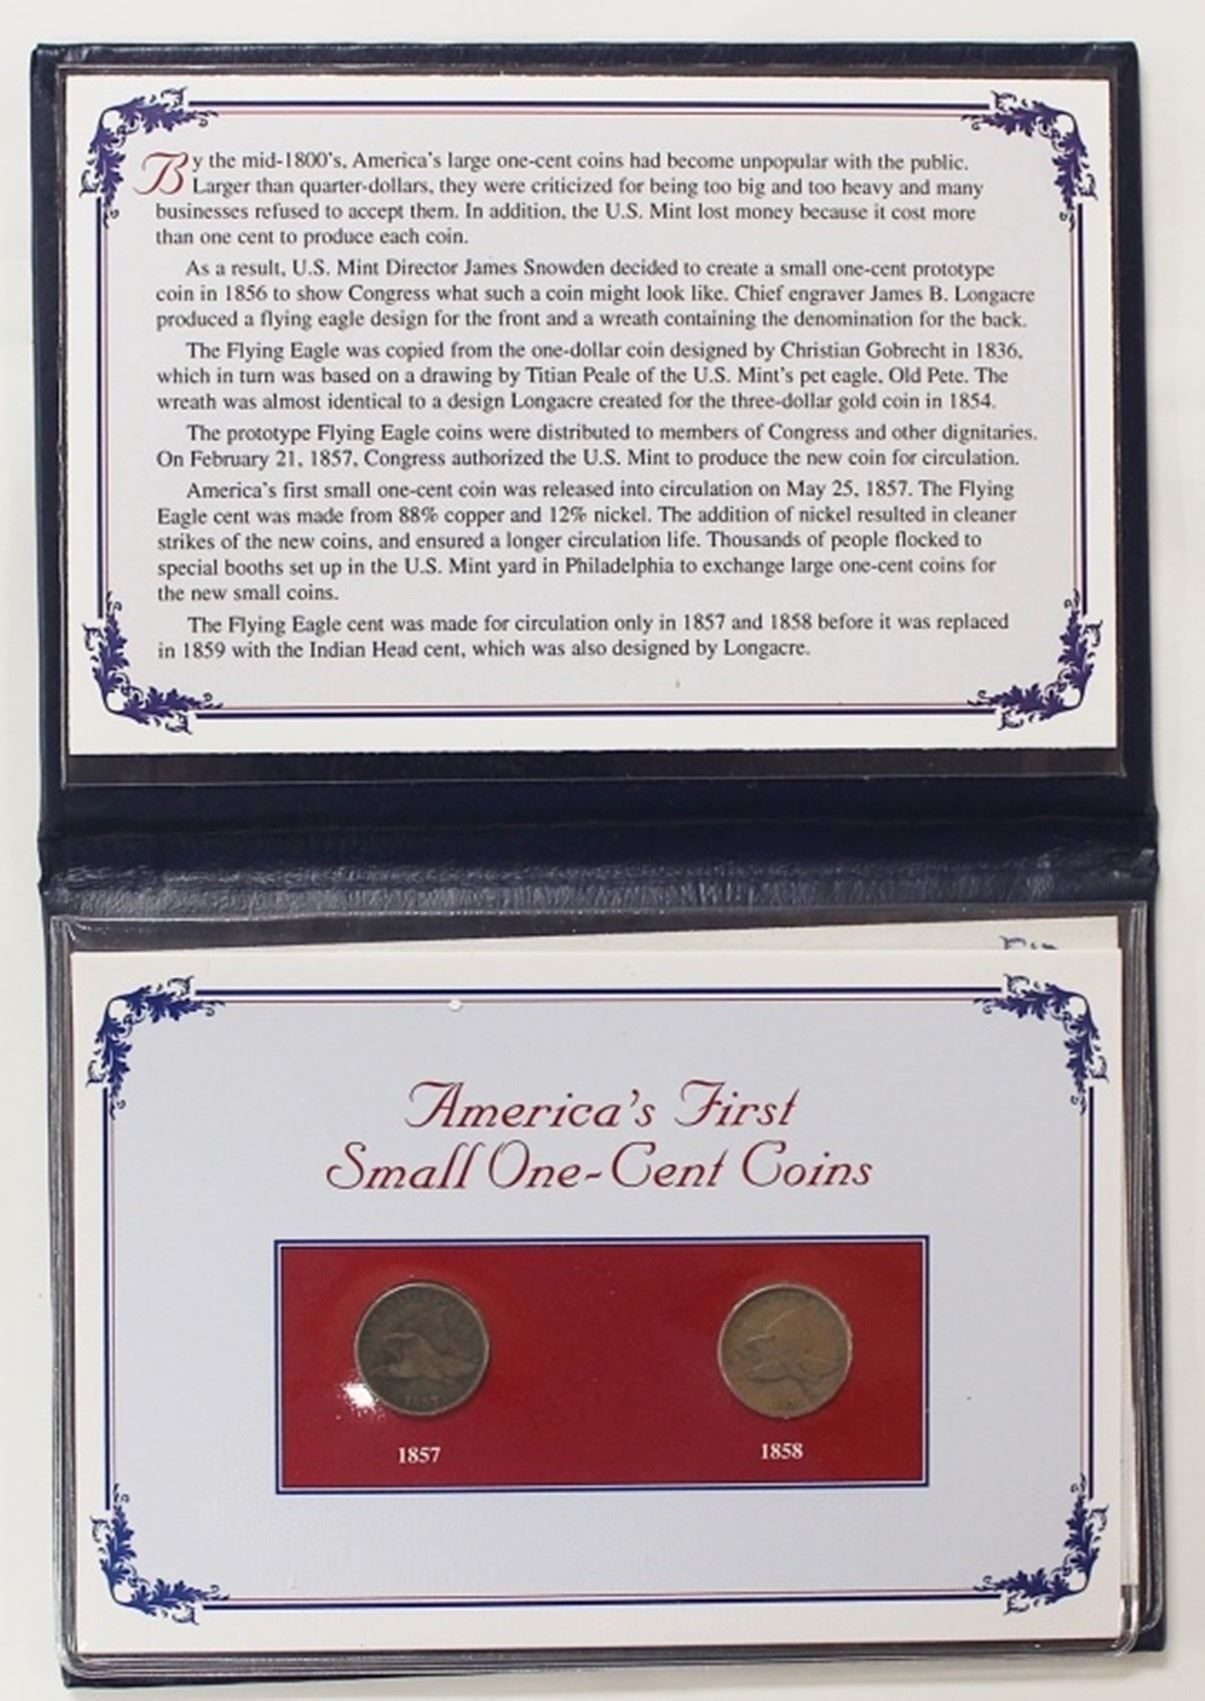 By the mid-1800's, America's large one-cent coins had become unpopular with the public.
Larger than quarter-dollars, they were criticized for being too big and too heavy and many
businesses refused to accept them. In addition, the U.S. Mint lost money because it cost more
than one cent to produce each coin.
As a result, U.S. Mint Director James Snowden decided to create a small one-cent prototype
coin in 1856 to show Congress what such a coin might look like. Chief engraver James B. Longacre
produced a flying eagle design for the front and a wreath containing the denomination for the back.
The Flying Eagle was copied from the one-dollar coin designed by Christian Gobrecht in 1836,
which in turn was based on a drawing by Titian Peale of the U.S. Mint's pet eagle, Old Pete. The
wreath was almost identical to a design Longacre created for the three-dollar gold coin in 1854.
The prototype Flying Eagle coins were distributed to members of Congress and other dignitaries.
On February 21, 1857, Congress authorized the U.S. Mint to produce the new coin for circulation.
America's first small one-cent coin was released into circulation on May 25, 1857. The Flying
Eagle cent was made from 88% copper and 12% nickel. The addition of nickel resulted in cleaner
strikes of the new coins, and ensured a longer circulation life. Thousands of people flocked to
special booths set up in the U.S. Mint yard in Philadelphia to exchange large one-cent coins for
the new small coins.
The Flying Eagle cent was made for circulation only in 1857 and 1858 before it was replaced
in 1859 with the Indian Head cent, which was also designed by Longacre.
America's First
Small One-Cent Coins
1857
1857
1858